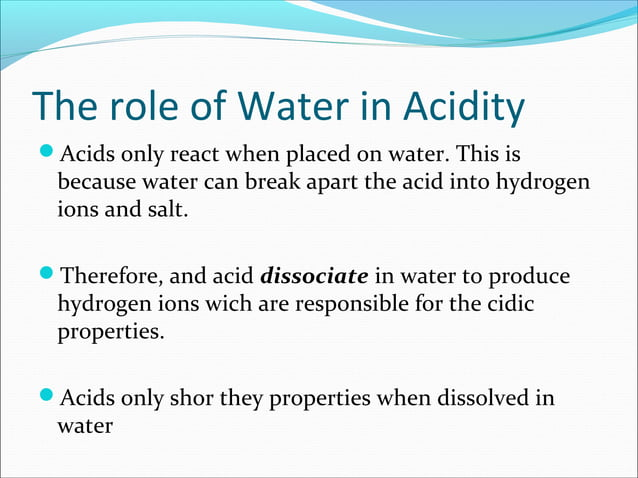 The role of Water in Acidity
Acids only react when placed on water. This is
because water can break apart the acid into hydrogen
ions and salt.
Therefore, and acid dissociate in water to produce
hydrogen ions wich are responsible for the cidic
properties.
Acids only shor they properties when dissolved in
water